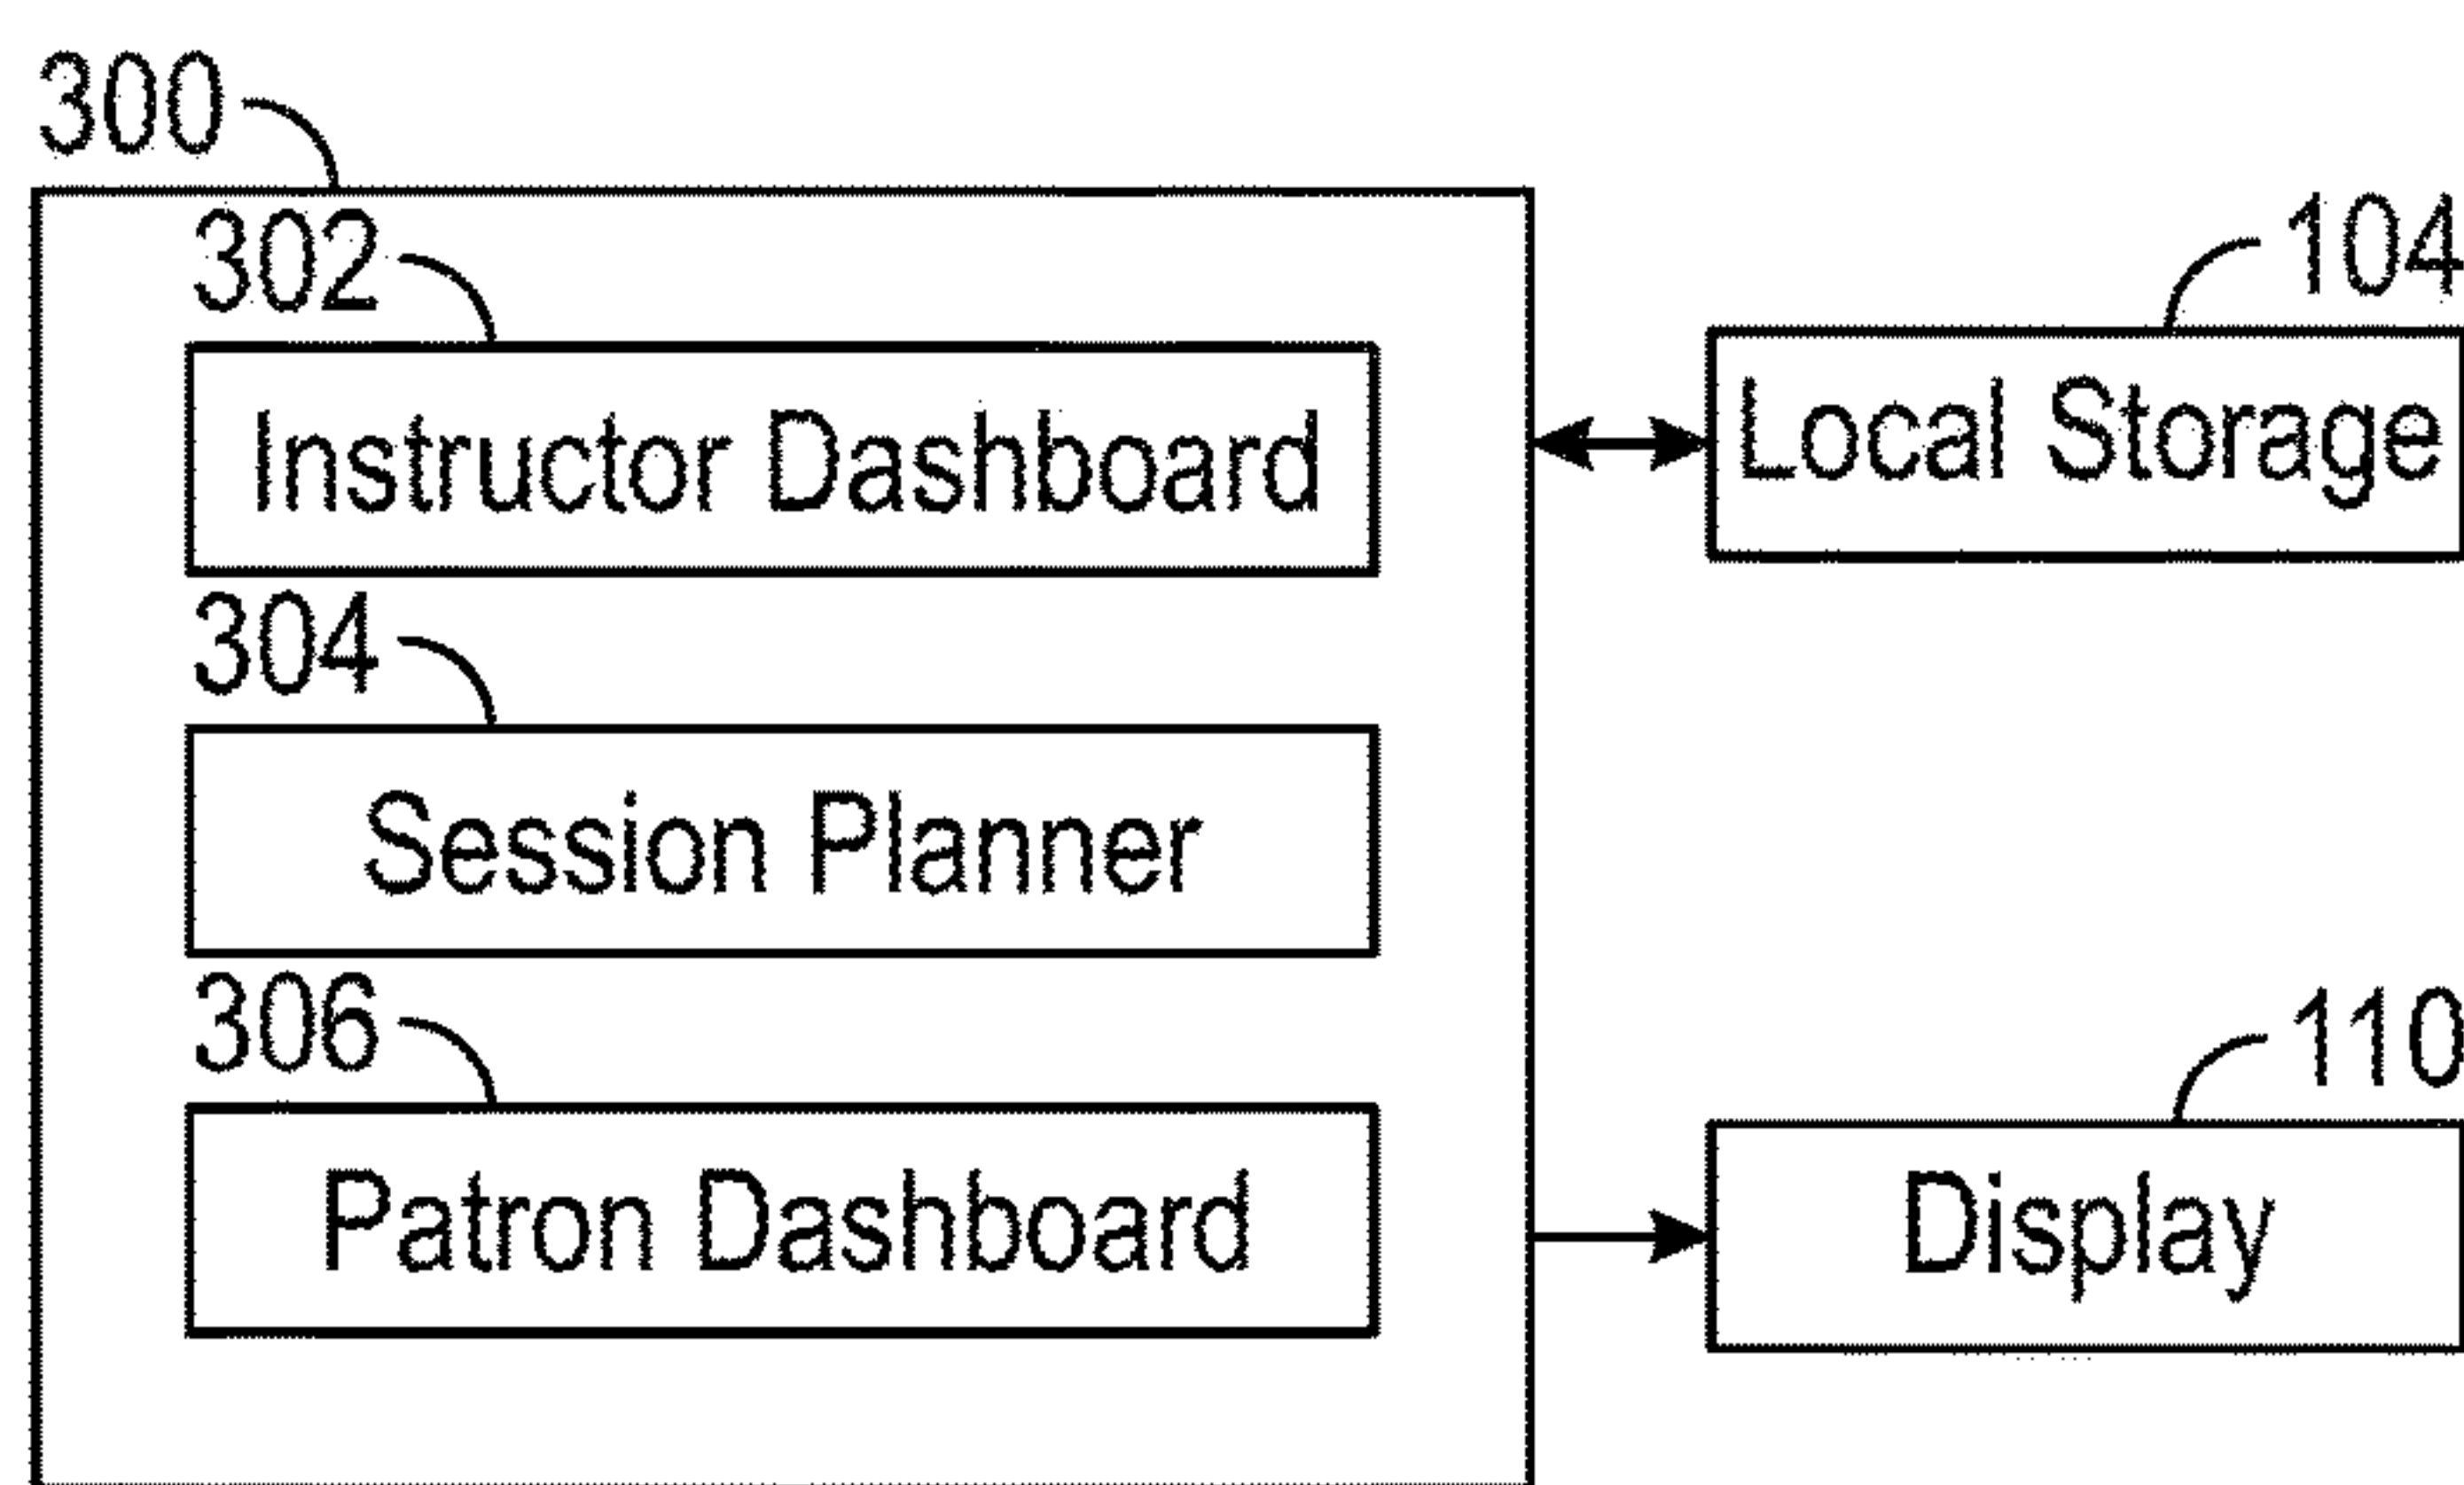 300
302
Instructor Dashboard
304
Session Planner
306
Patron Dashboard
104
Local Storage
110
Display